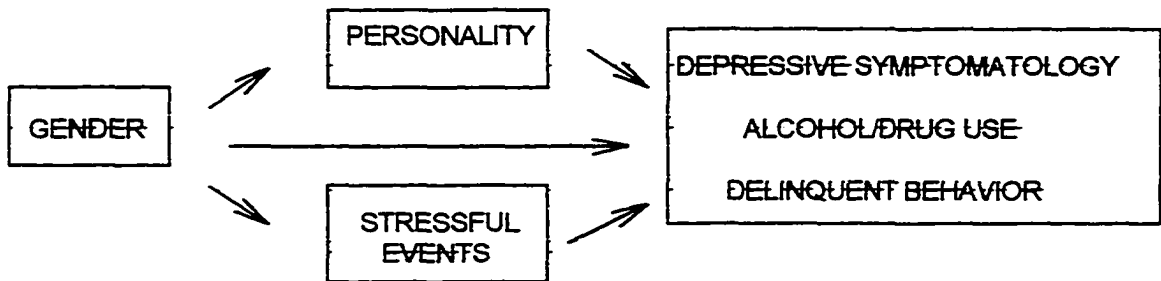 PERSONALITY
GENDER
STRESSFUL
EVENTS
DEPRESSIVE SYMPTOMATOLOGY
ALCOHOL/DRUG USE
DELINQUENT BEHAVIOR